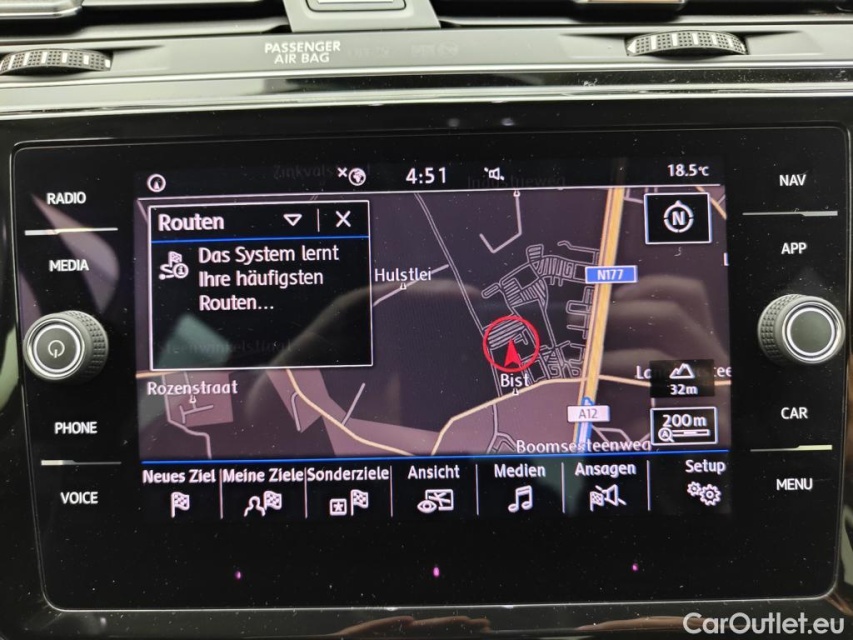 PASSENGER
AIR BAG
RADIO
MEDIA
PHONE
VOICE
4:51
18.5°C
Routen
Das System lernt
Ihre häufigsten
Routen...
Hulstlei
N177
N
Rozenstraat
Bist
32m
A12
200m
Boomsesteenweg
Neues Ziel
Meine Ziele
Sonderziele
Ansicht
Medien
Ansagen
Setup
NAV
APP
CAR
MENU
CarOutlet.eu